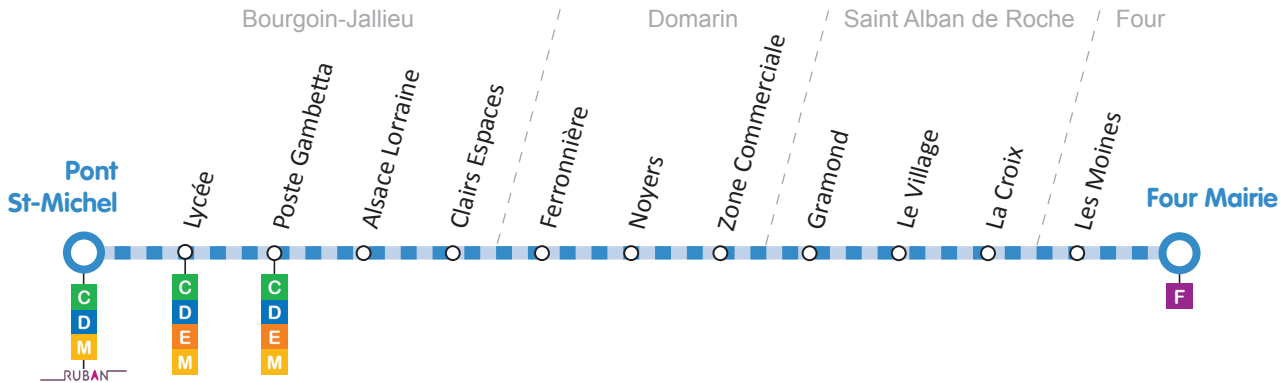 Bourgoin-Jallieu
Domarin
Saint Alban de Roche
Four
Pont
St-Michel
Lycée
Poste Gambetta
Alsace Lorraine
Clairs Espaces
Ferronnière
Noyers
Zone Commerciale
Gramond
Le Village
La Croix
Les Moines
Four Mairie
C
D
M
RUBAN
C
D
E
M
C
D
E
M
F